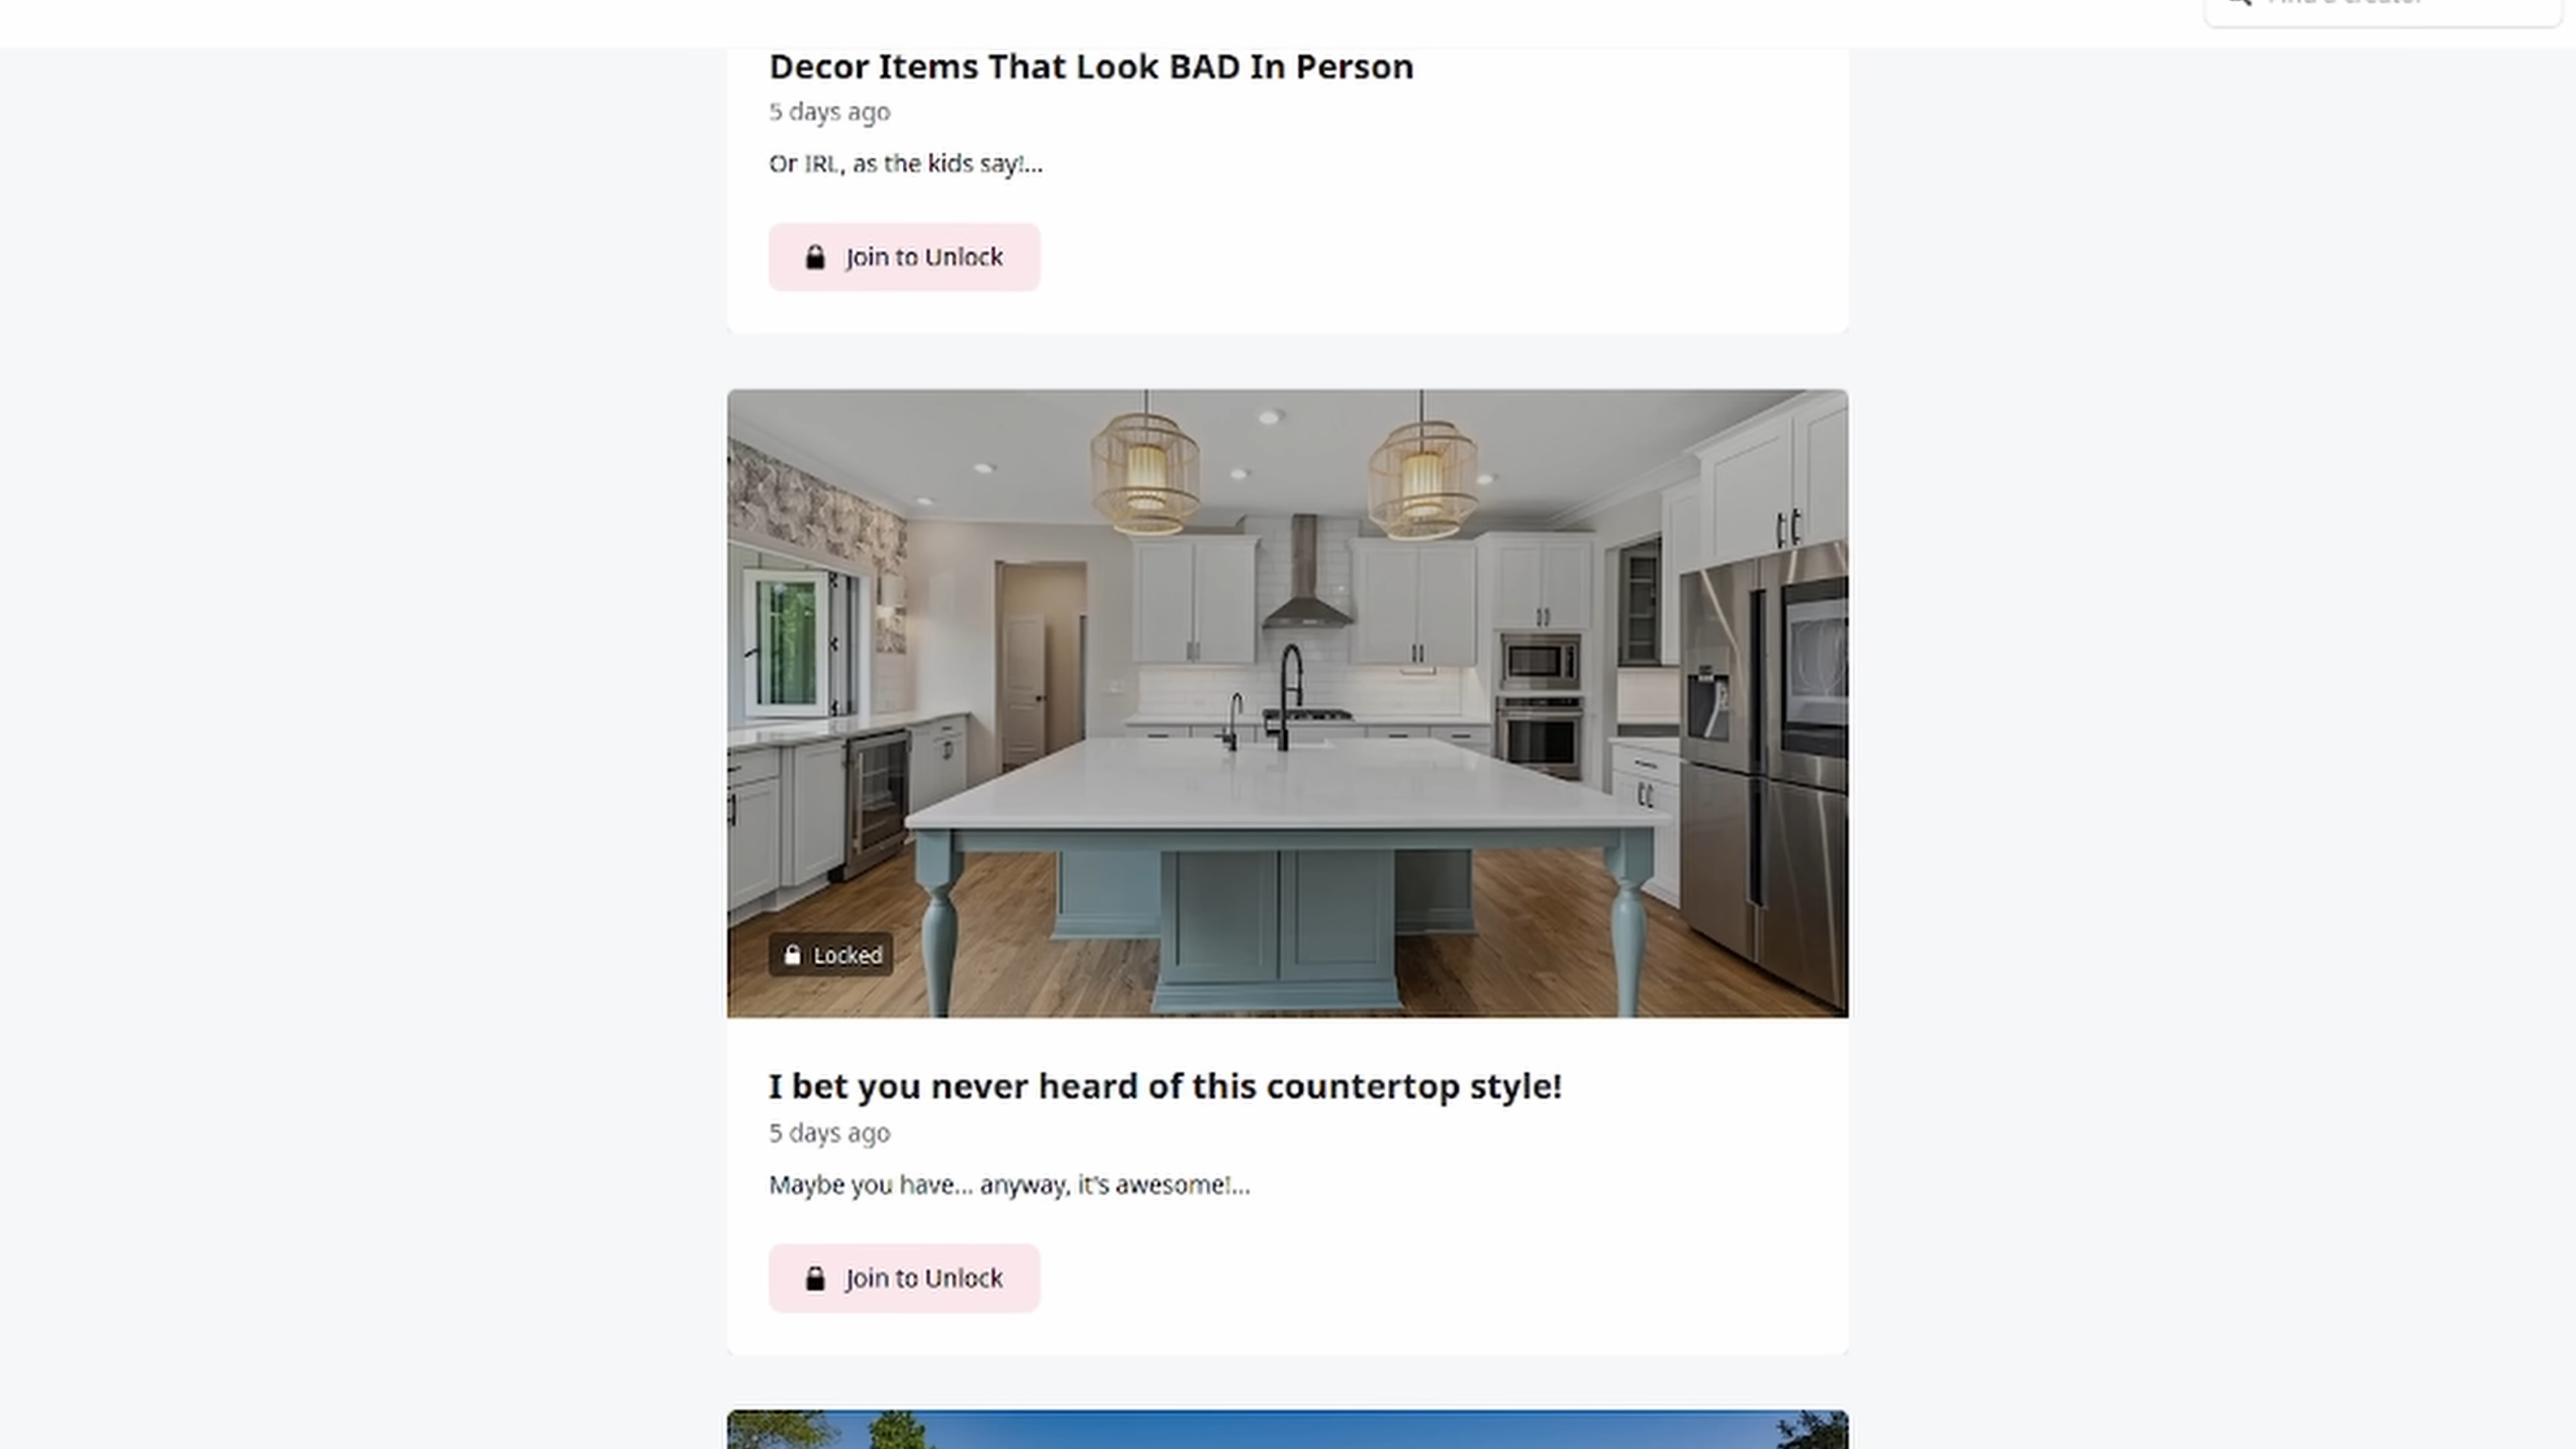 Decor Items That Look BAD In Person
5 days ago
Or IRL, as the kids say!...
Join to Unlock
Locked
I bet you never heard of this countertop style!
5 days ago
Maybe you have... anyway, it's awesome!...
Join to Unlock